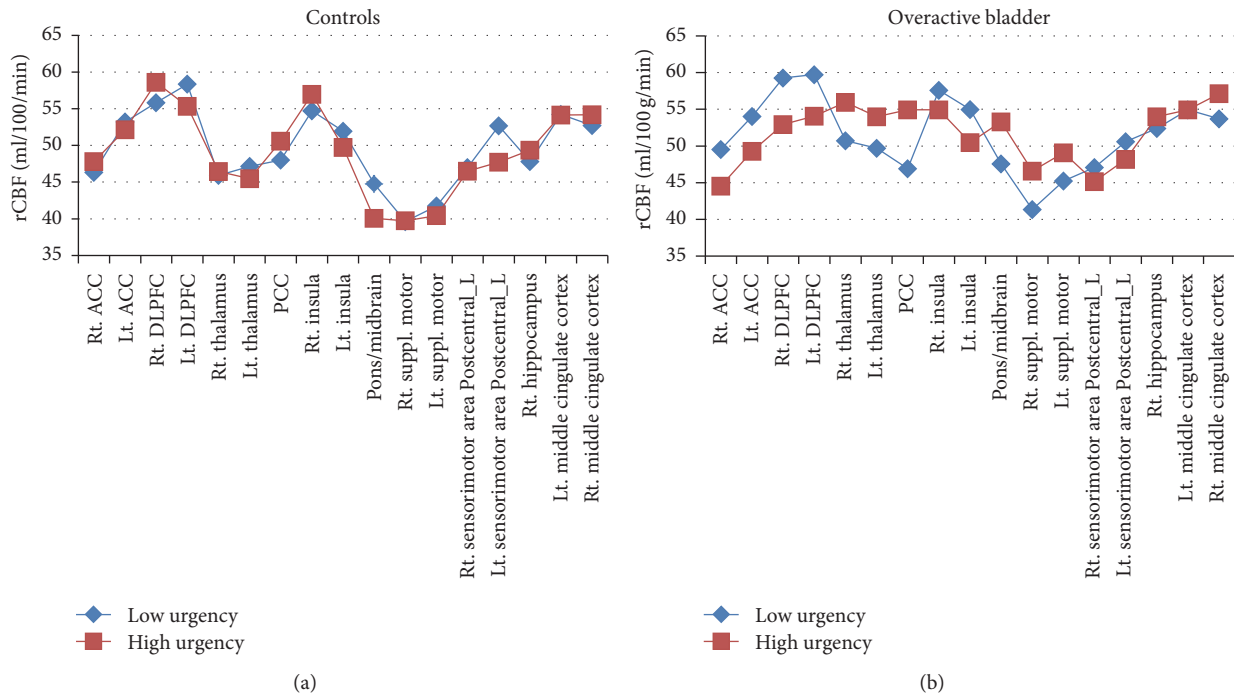 Controls
rCBF (ml/100/min)
65
60
55
50
45
40
35
Rt. ACC
Lt. ACC
Rt. DLPFC
Lt. DLPFC
Rt. thalamus
Lt. thalamus
PCC
Rt. insula
Lt. insula
Pons/midbrain
Rt. suppl. motor
Lt. suppl. motor
Rt. sensorimotor area Postcentral_L
Lt. sensorimotor area Postcentral_L
Rt. hippocampus
Lt. middle cingulate cortex
Rt. middle cingulate cortex
Low urgency
High urgency
(a)
Overactive bladder
rCBF (ml/100 g/min)
65
60
55
50
45
40
35
Rt. ACC
Lt. ACC
Rt. DLPFC
Lt. DLPFC
Rt. thalamus
Lt. thalamus
PCC
Rt. insula
Lt. insula
Pons/midbrain
Rt. suppl. motor
Lt. suppl. motor
Rt. sensorimotor area Postcentral_L
Lt. sensorimotor area Postcentral_L
Rt. hippocampus
Lt. middle cingulate cortex
Rt. middle cingulate cortex
Low urgency
High urgency
(b)